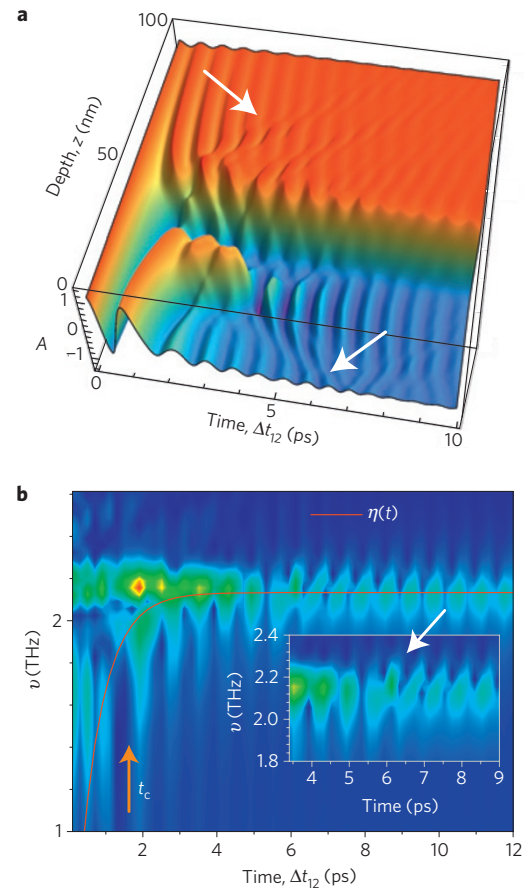 a
100
Depth, z (nm)
50
0
1
0
−1
A
0
5
10
Time, Δt₁₂ (ps)
b
η(t)
2
1
υ (THz)
t_c
2.4
2.2
2.0
1.8
υ (THz)
4 5 6 7 8 9
Time (ps)
2 4 6 8 10 12
Time, Δt₁₂ (ps)